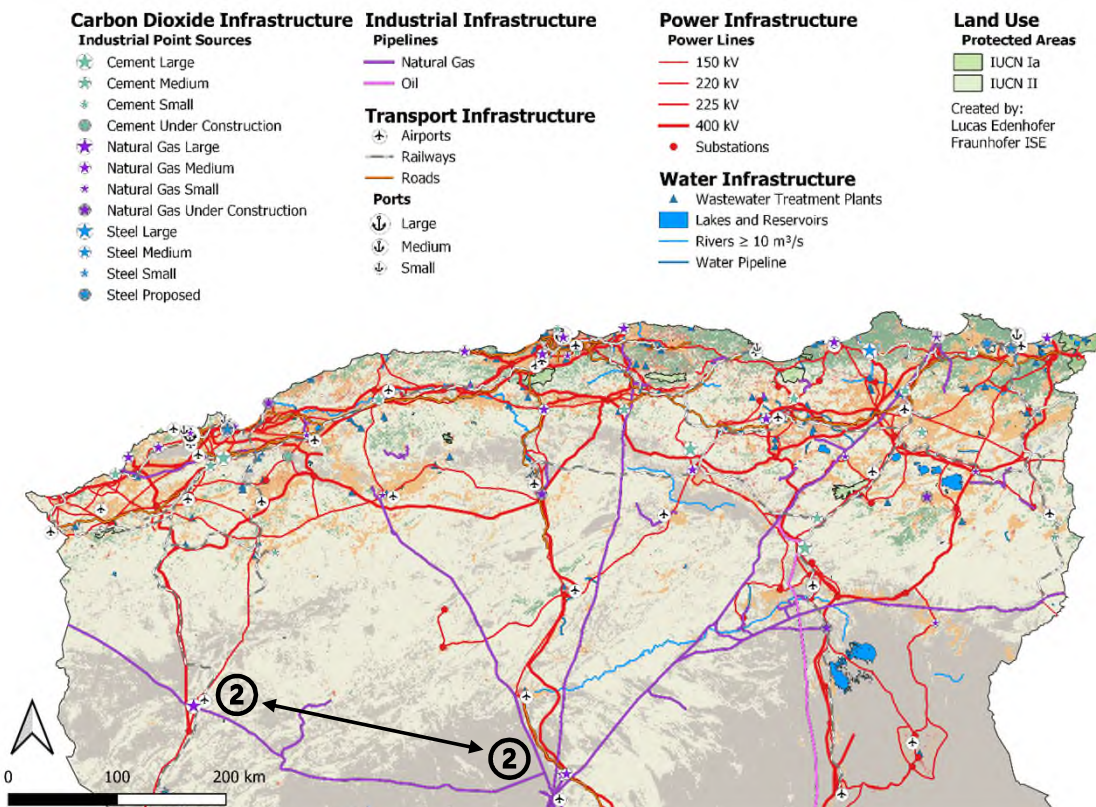 Carbon Dioxide Infrastructure
Industrial Point Sources
Cement Large
Cement Medium
Cement Small
Cement Under Construction
Natural Gas Large
Natural Gas Medium
Natural Gas Small
Natural Gas Under Construction
Steel Large
Steel Medium
Steel Small
Steel Proposed
Industrial Infrastructure
Pipelines
Natural Gas
Oil
Transport Infrastructure
Airports
Railways
Roads
Ports
Large
Medium
Small
Power Infrastructure
Power Lines
150 kV
220 kV
225 kV
400 kV
Substations
Water Infrastructure
Wastewater Treatment Plants
Lakes and Reservoirs
Rivers ≥ 10 m³/s
Water Pipeline
Land Use
Protected Areas
IUCN Ia
IUCN II
Created by:
Lucas Edenhofer
Fraunhofer ISE
2
2
0 100 200 km